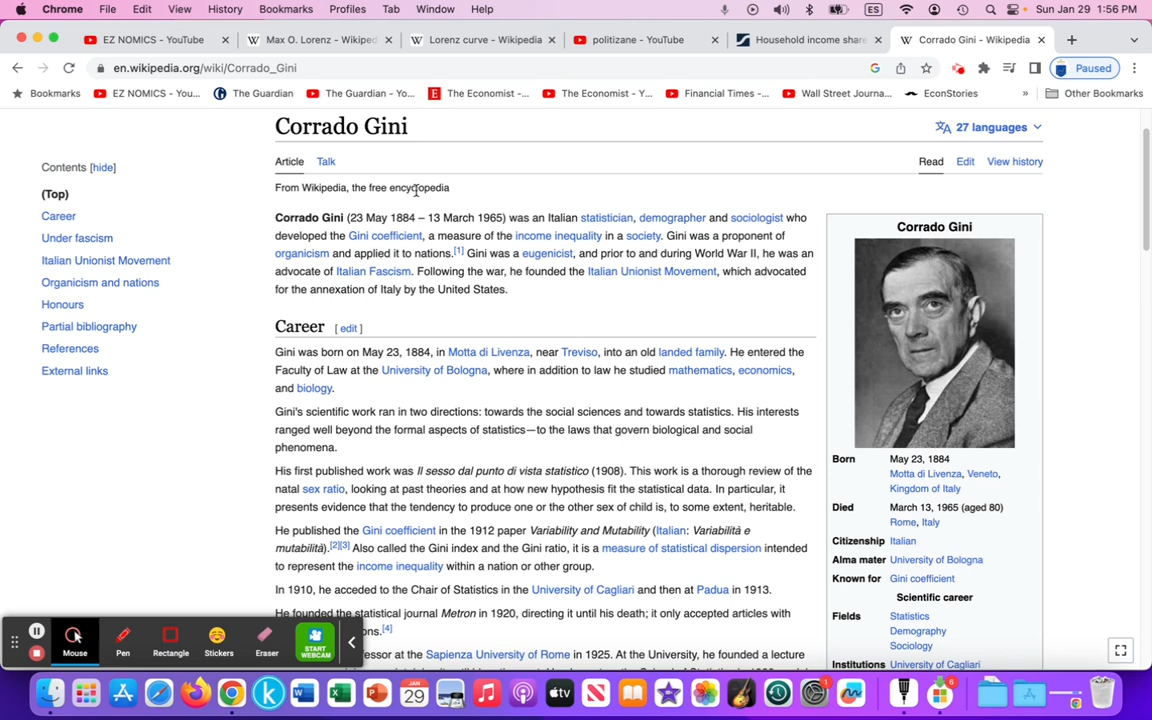 Chrome File Edit View History Bookmarks Profiles Tab Window Help ES Sun Jan 29 1:56 PM
EZ NOMICS - YouTube Max O. Lorenz - Wikiped Lorenz curve - Wikipedia politizane - YouTube Household income share Corrado Gini - Wikipedia
en.wikipedia.org/wiki/Corrado_Gini Paused
Bookmarks EZ NOMICS - You... The Guardian The Guardian - Yo... The Economist -... The Economist - Y... Financial Times -... Wall Street Journa... EconStories » Other Bookmarks
Corrado Gini
27 languages
Contents [hide]
(Top)
Career
Under fascism
Italian Unionist Movement
Organicism and nations
Honours
Partial bibliography
References
External links
Article Talk Read Edit View history
From Wikipedia, the free encyclopedia
Corrado Gini (23 May 1884 – 13 March 1965) was an Italian statistician, demographer and sociologist who
developed the Gini coefficient, a measure of the income inequality in a society. Gini was a proponent of
organicism and applied it to nations.[1] Gini was a eugenicist, and prior to and during World War II, he was an
advocate of Italian Fascism. Following the war, he founded the Italian Unionist Movement, which advocated
for the annexation of Italy by the United States.
Career [ edit ]
Gini was born on May 23, 1884, in Motta di Livenza, near Treviso, into an old landed family. He entered the
Faculty of Law at the University of Bologna, where in addition to law he studied mathematics, economics,
and biology.
Gini's scientific work ran in two directions: towards the social sciences and towards statistics. His interests
ranged well beyond the formal aspects of statistics—to the laws that govern biological and social
phenomena.
His first published work was Il sesso dal punto di vista statistico (1908). This work is a thorough review of the
natal sex ratio, looking at past theories and at how new hypothesis fit the statistical data. In particular, it
presents evidence that the tendency to produce one or the other sex of child is, to some extent, heritable.
He published the Gini coefficient in the 1912 paper Variability and Mutability (Italian: Variabilità e
mutabilità).[2][3] Also called the Gini index and the Gini ratio, it is a measure of statistical dispersion intended
to represent the income inequality within a nation or other group.
In 1910, he acceded to the Chair of Statistics in the University of Cagliari and then at Padua in 1913.
He founded the statistical journal Metron in 1920, directing it until his death; it only accepted articles with
ons.[4]
fessor at the Sapienza University of Rome in 1925. At the University, he founded a lecture
Corrado Gini
Born May 23, 1884
Motta di Livenza, Veneto,
Kingdom of Italy
Died March 13, 1965 (aged 80)
Rome, Italy
Citizenship Italian
Alma mater University of Bologna
Known for Gini coefficient
Scientific career
Fields Statistics
Demography
Sociology
Institutions University of Cagliari
Mouse Pen Rectangle Stickers Eraser START
WEBCAM
JAN
29
1
6